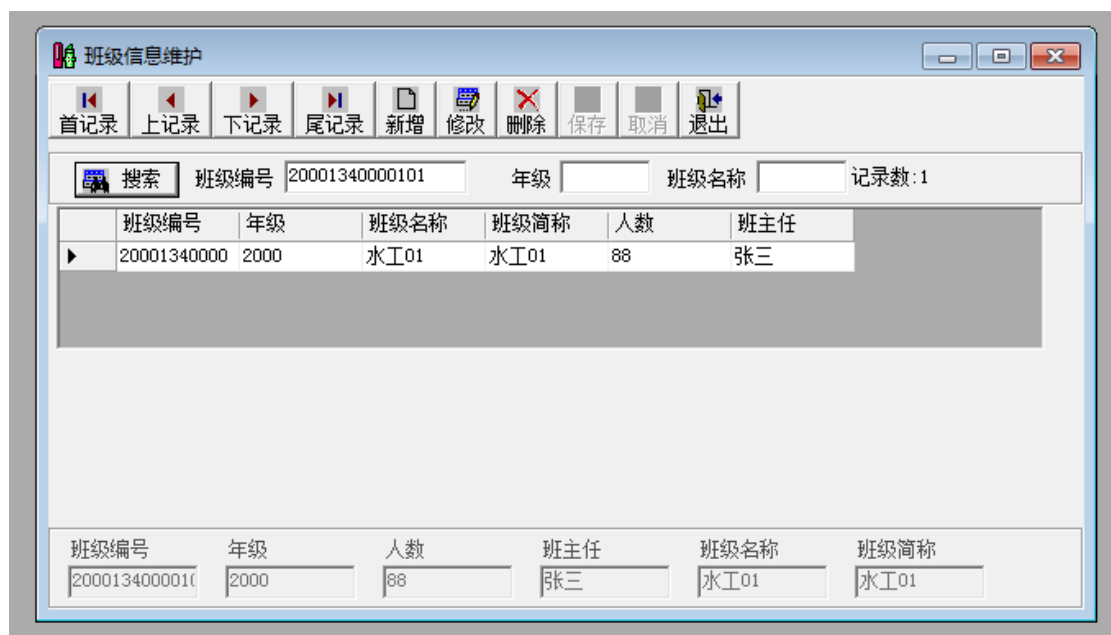 班级信息维护
首记录 上记录 下记录 尾记录 新增 修改 删除 保存 取消 退出
搜索 班级编号 20001340000101 年级 班级名称 记录数:1
班级编号 年级 班级名称 班级简称 人数 班主任
20001340000 2000 水工01 水工01 88 张三
班级编号 年级 人数 班主任 班级名称 班级简称
2000134000010 2000 88 张三 水工01 水工01